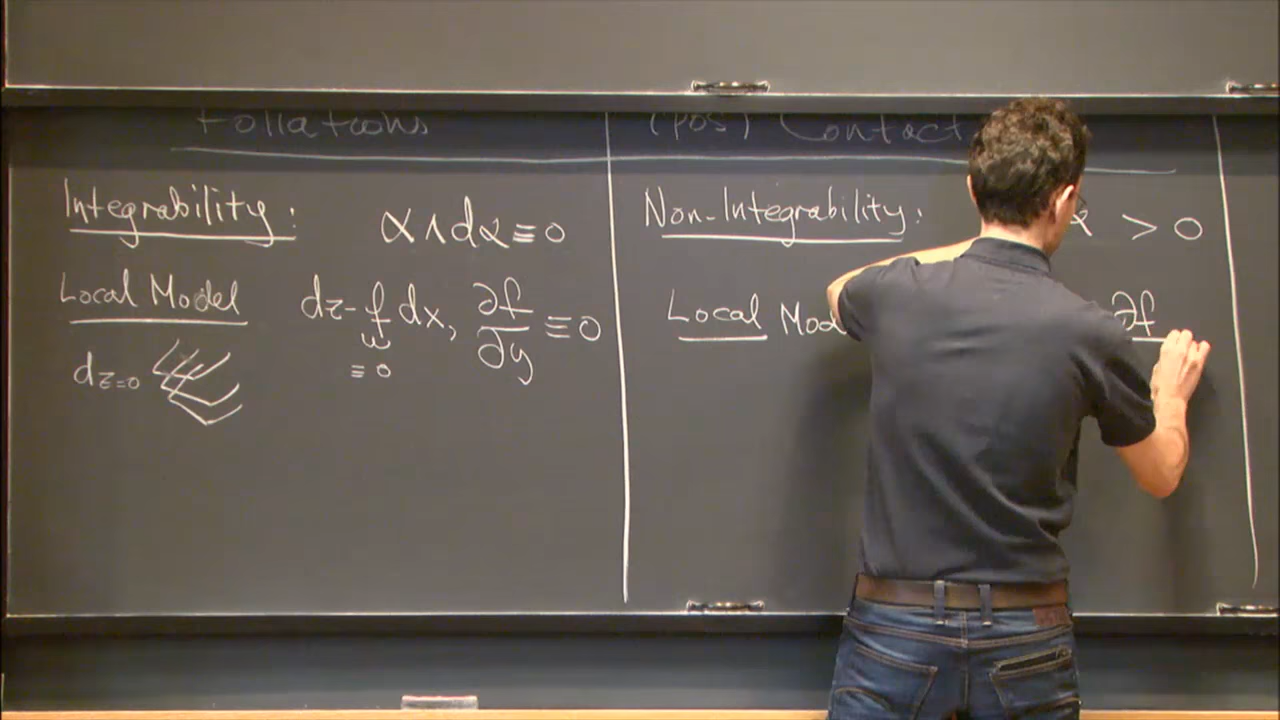 Foliations
Integrability: α∧dα≡0
Local Model dz-f dx, ∂f/∂y ≡0
≡0
dz=0
(pos) Contact
Non-Integrability: α >0
Local Mod ∂f